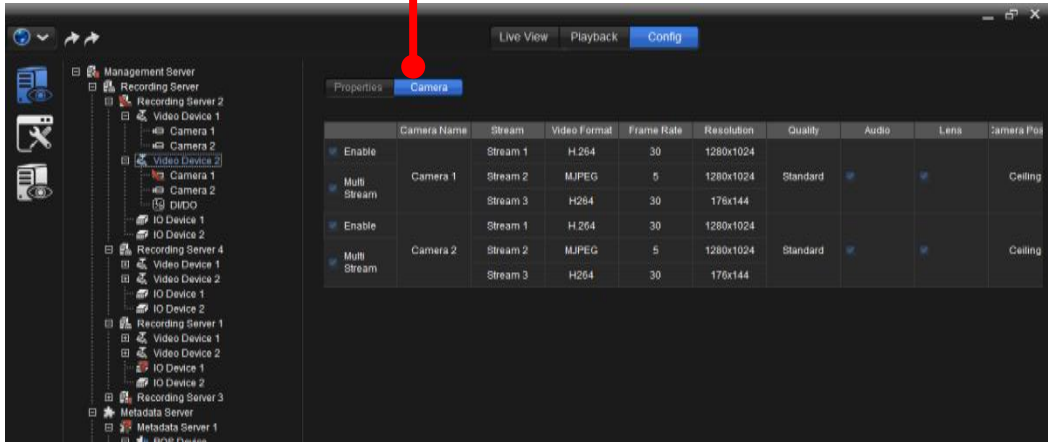 Live View Playback Config
Management Server
Recording Server
Recording Server 2
Video Device 1
Camera 1
Camera 2
Video Device 2
Camera 1
Camera 2
DI/DO
IO Device 1
IO Device 2
Recording Server 4
Video Device 1
Video Device 2
IO Device 1
IO Device 2
Recording Server 1
Video Device 1
Video Device 2
IO Device 1
IO Device 2
Recording Server 3
Metadata Server
Metadata Server 1
POS Device
Properties Camera
Camera Name Stream Video Format Frame Rate Resolution Quality Audio Lens Camera Pos
Enable Stream 1 H.264 30 1280x1024
Multi Stream Camera 1 Stream 2 MJPEG 5 1280x1024 Standard Ceiling
Stream 3 H264 30 176x144
Enable Stream 1 H.264 30 1280x1024
Multi Stream Camera 2 Stream 2 MJPEG 5 1280x1024 Standard Ceiling
Stream 3 H264 30 176x144